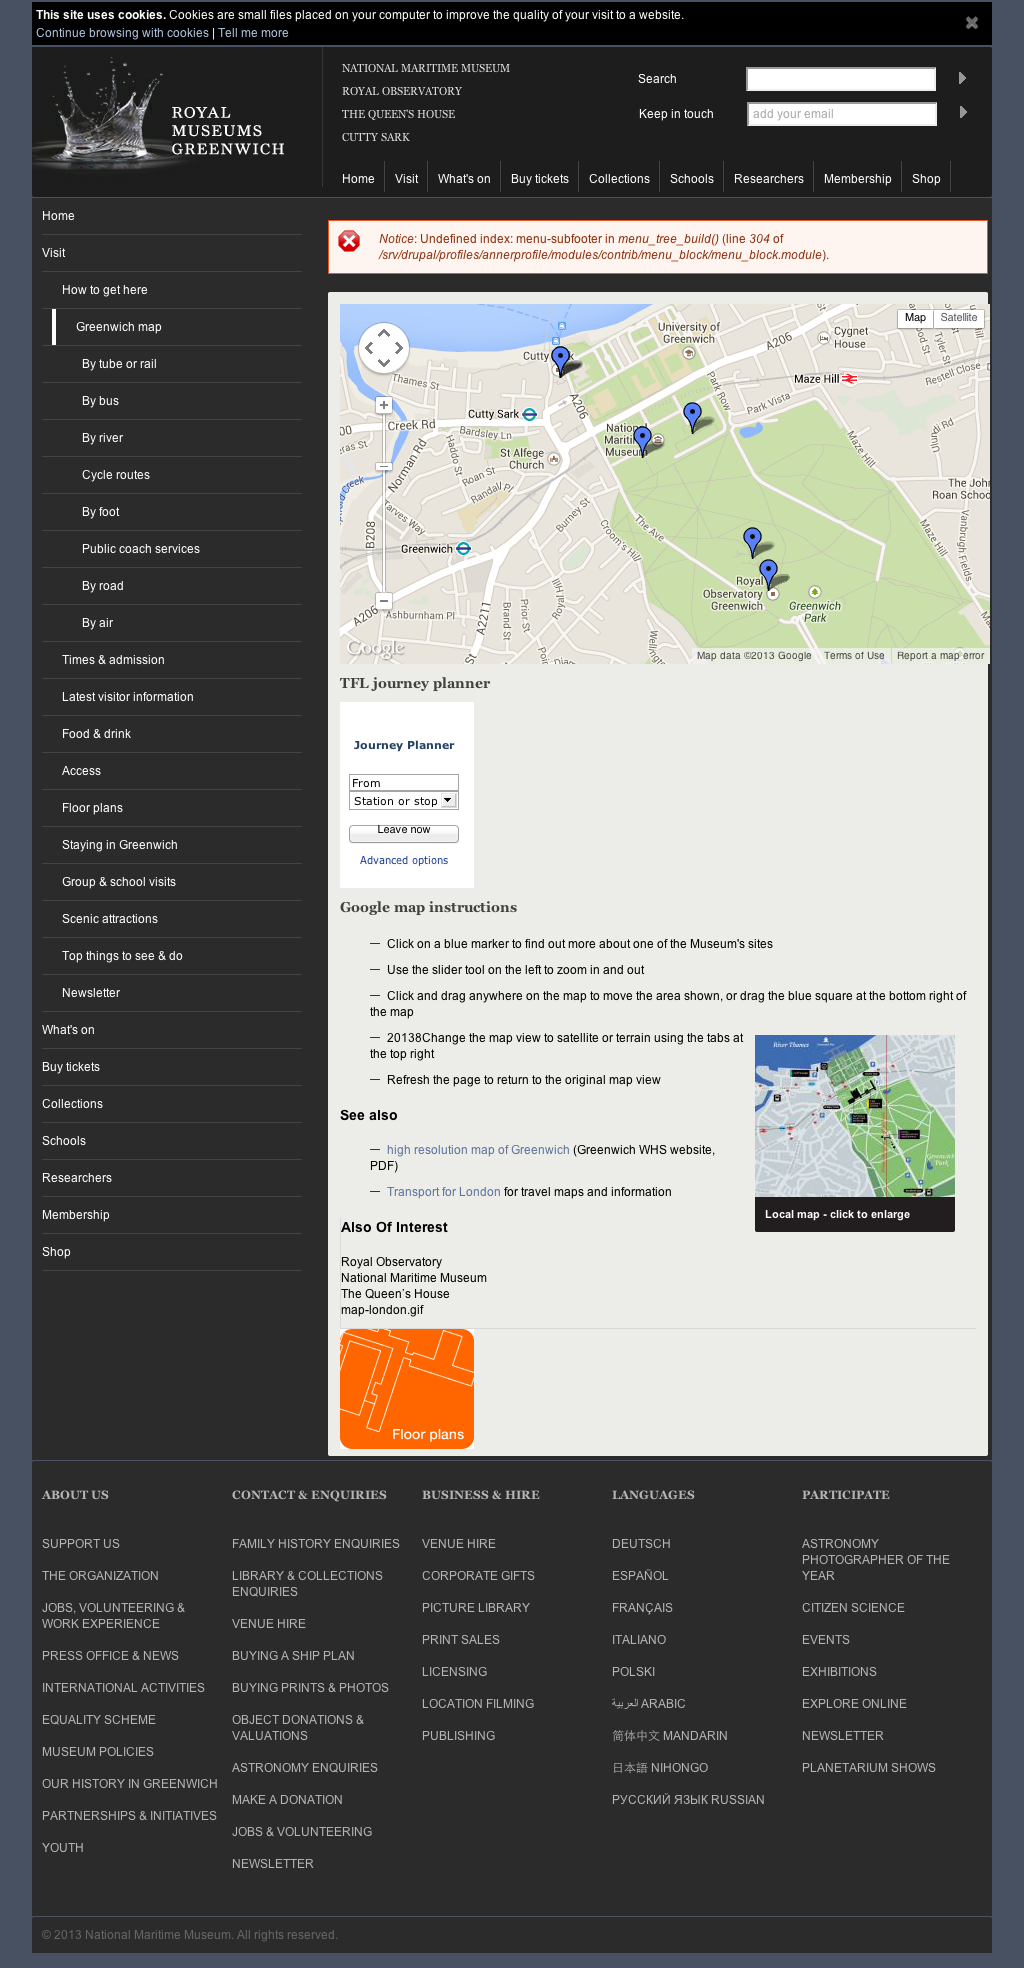 This site uses cookies. Cookies are small files placed on your computer to improve the quality of your visit to a website.
Continue browsing with cookies | Tell me more
ROYAL
MUSEUMS
GREENWICH
NATIONAL MARITIME MUSEUM
ROYAL OBSERVATORY
THE QUEEN'S HOUSE
CUTTY SARK
Search
Keep in touch
add your email
Home
Visit
What's on
Buy tickets
Collections
Schools
Researchers
Membership
Shop
Home
Visit
How to get here
Greenwich map
By tube or rail
By bus
By river
Cycle routes
By foot
Public coach services
By road
By air
Times & admission
Latest visitor information
Food & drink
Access
Floor plans
Staying in Greenwich
Group & school visits
Scenic attractions
Top things to see & do
Newsletter
What's on
Buy tickets
Collections
Schools
Researchers
Membership
Shop
Notice: Undefined index: menu-subfooter in menu_tree_build() (line 304 of
/srv/drupal/profiles/annerprofile/modules/contrib/menu_block/menu_block.module).
Map
Satellite
University of
Greenwich
A206
Cygnet
House
Tyler St
Restell Close
Cutty
Maze Hill
Thames St
A206
Park Row
Park Vista
Cutty Sark
Creek Rd
Bardsley Ln
Haddo St
Norman Rd
St Alfege
Church
National
Maritime
Museum
Maze Hill
Roan St
Randall Pl
The John
Roan School
Tarves Way
Burney St
The Ave
Croom's Hill
Maze Hill
Vanbrugh Fields
B208
Greenwich
Royal
Observatory
Greenwich
Greenwich
Park
A206
Ashburnham Pl
A2211
Brand St
Prior St
Royal Hill
Google
Map data ©2013 Google
Terms of Use
Report a map error
TFL journey planner
Journey Planner
From
Station or stop
Leave now
Advanced options
Google map instructions
— Click on a blue marker to find out more about one of the Museum's sites
— Use the slider tool on the left to zoom in and out
— Click and drag anywhere on the map to move the area shown, or drag the blue square at the bottom right of
the map
— 20138Change the map view to satellite or terrain using the tabs at
the top right
— Refresh the page to return to the original map view
River Thames
Greenwich
Park
Local map - click to enlarge
See also
— high resolution map of Greenwich (Greenwich WHS website,
PDF)
— Transport for London for travel maps and information
Also Of Interest
Royal Observatory
National Maritime Museum
The Queen's House
map-london.gif
Floor plans
ABOUT US
SUPPORT US
THE ORGANIZATION
JOBS, VOLUNTEERING &
WORK EXPERIENCE
PRESS OFFICE & NEWS
INTERNATIONAL ACTIVITIES
EQUALITY SCHEME
MUSEUM POLICIES
OUR HISTORY IN GREENWICH
PARTNERSHIPS & INITIATIVES
YOUTH
CONTACT & ENQUIRIES
FAMILY HISTORY ENQUIRIES
LIBRARY & COLLECTIONS
ENQUIRIES
VENUE HIRE
BUYING A SHIP PLAN
BUYING PRINTS & PHOTOS
OBJECT DONATIONS &
VALUATIONS
ASTRONOMY ENQUIRIES
MAKE A DONATION
JOBS & VOLUNTEERING
NEWSLETTER
BUSINESS & HIRE
VENUE HIRE
CORPORATE GIFTS
PICTURE LIBRARY
PRINT SALES
LICENSING
LOCATION FILMING
PUBLISHING
LANGUAGES
DEUTSCH
ESPAÑOL
FRANÇAIS
ITALIANO
POLSKI
العربية ARABIC
简体中文 MANDARIN
日本語 NIHONGO
РУССКИЙ ЯЗЫК RUSSIAN
PARTICIPATE
ASTRONOMY
PHOTOGRAPHER OF THE
YEAR
CITIZEN SCIENCE
EVENTS
EXHIBITIONS
EXPLORE ONLINE
NEWSLETTER
PLANETARIUM SHOWS
© 2013 National Maritime Museum. All rights reserved.